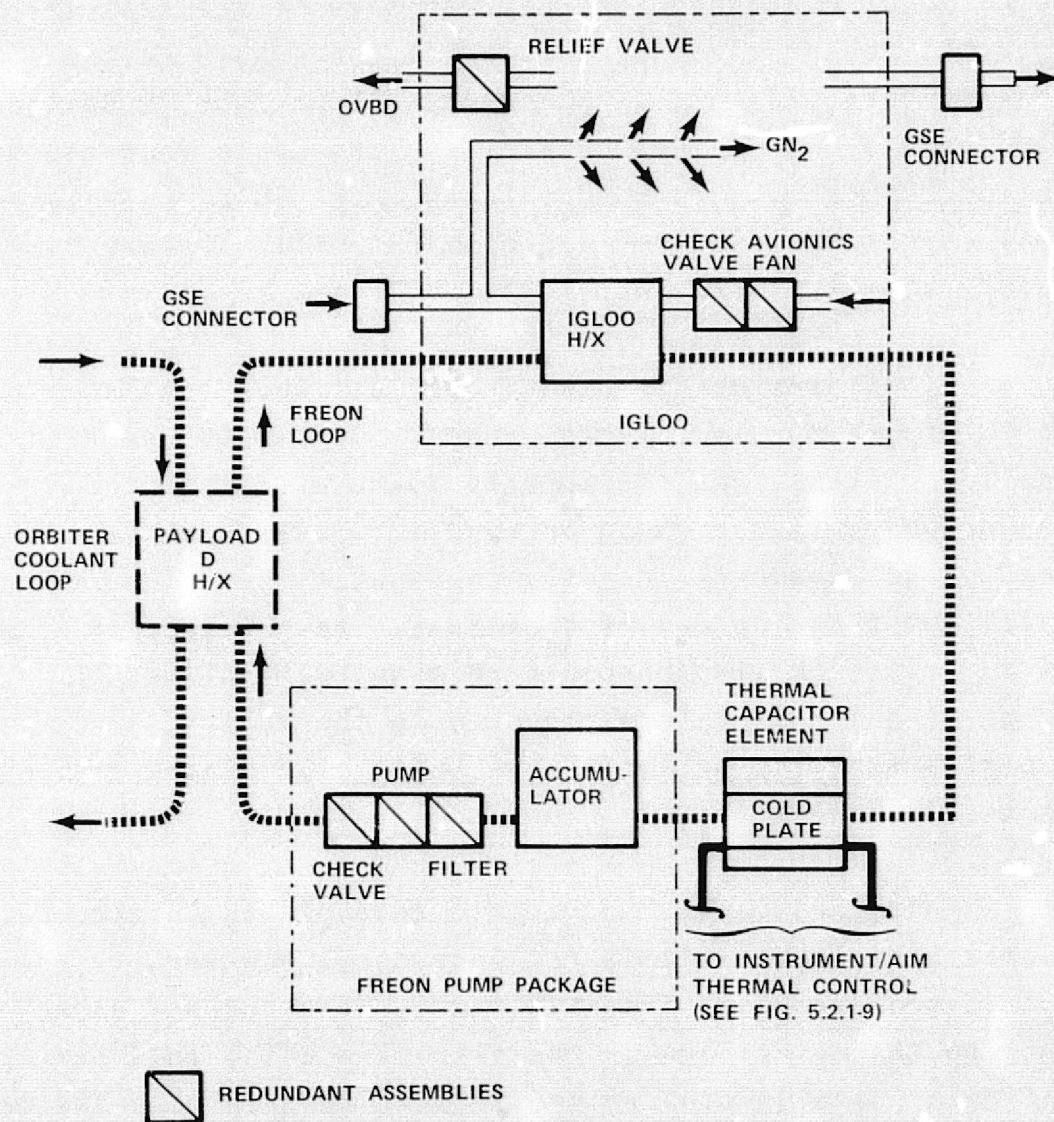 RELIEF VALVE
OVBD
GSE
CONNECTOR
GN2
CHECK AVIONICS
VALVE FAN
GSE
CONNECTOR
IGLOO
H/X
FREON
LOOP
IGLOO
ORBITER
COOLANT
LOOP
PAYLOAD
D
H/X
THERMAL
CAPACITOR
ELEMENT
PUMP
ACCUMU-
LATOR
COLD
PLATE
CHECK
VALVE
FILTER
TO INSTRUMENT/AIM
THERMAL CONTROL
(SEE FIG. 5.2.1-9)
FREON PUMP PACKAGE
REDUNDANT ASSEMBLIES